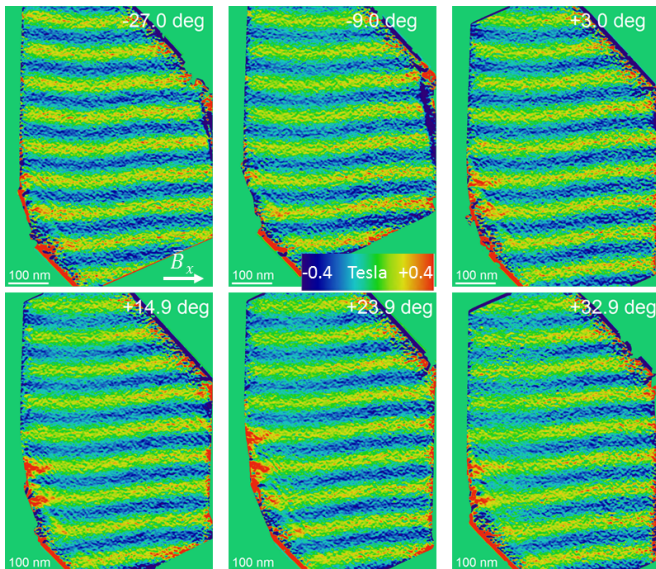 -27.0 deg
-9.0 deg
+3.0 deg
B̅x
-0.4 Tesla +0.4
100 nm
100 nm
100 nm
+14.9 deg
+23.9 deg
+32.9 deg
100 nm
100 nm
100 nm